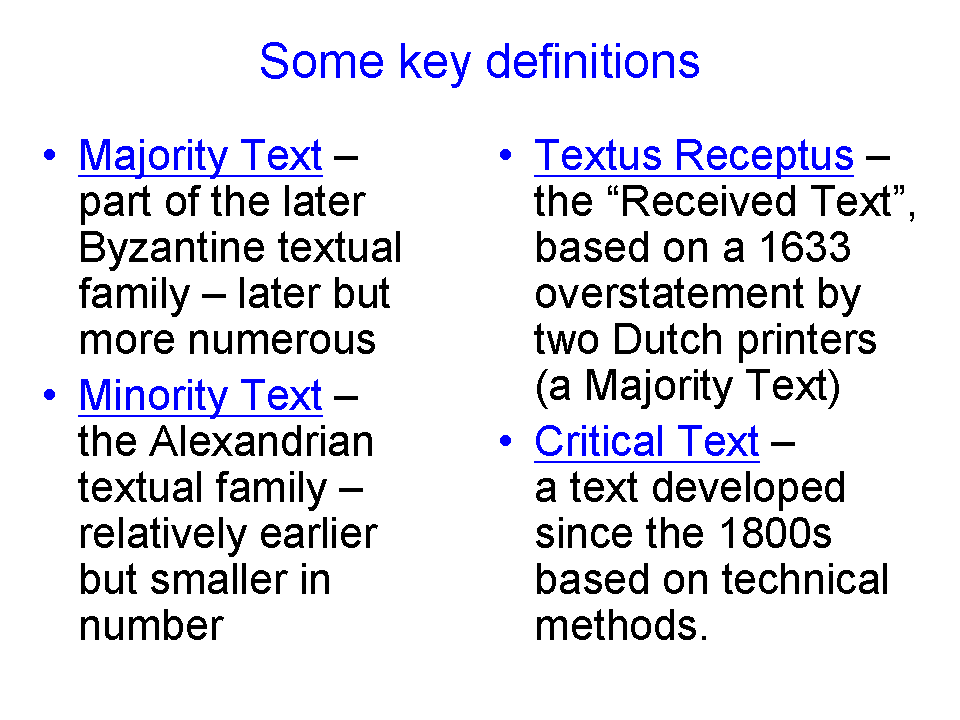 Some key definitions
• Majority Text –
part of the later
Byzantine textual
family – later but
more numerous
• Minority Text –
the Alexandrian
textual family –
relatively earlier
but smaller in
number
• Textus Receptus –
the “Received Text”,
based on a 1633
overstatement by
two Dutch printers
(a Majority Text)
• Critical Text –
a text developed
since the 1800s
based on technical
methods.